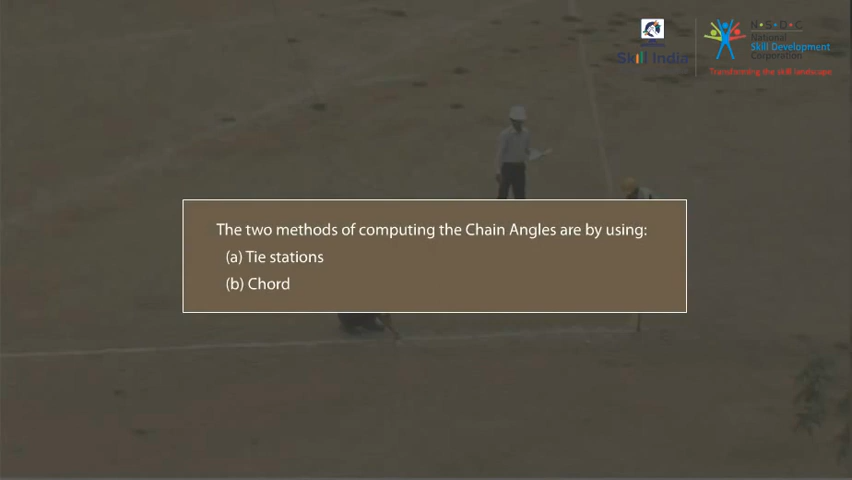 N·S·D·C
National
Skill India
Skill Development
Corporation
Transforming the skill landscape
The two methods of computing the Chain Angles are by using:
(a) Tie stations
(b) Chord